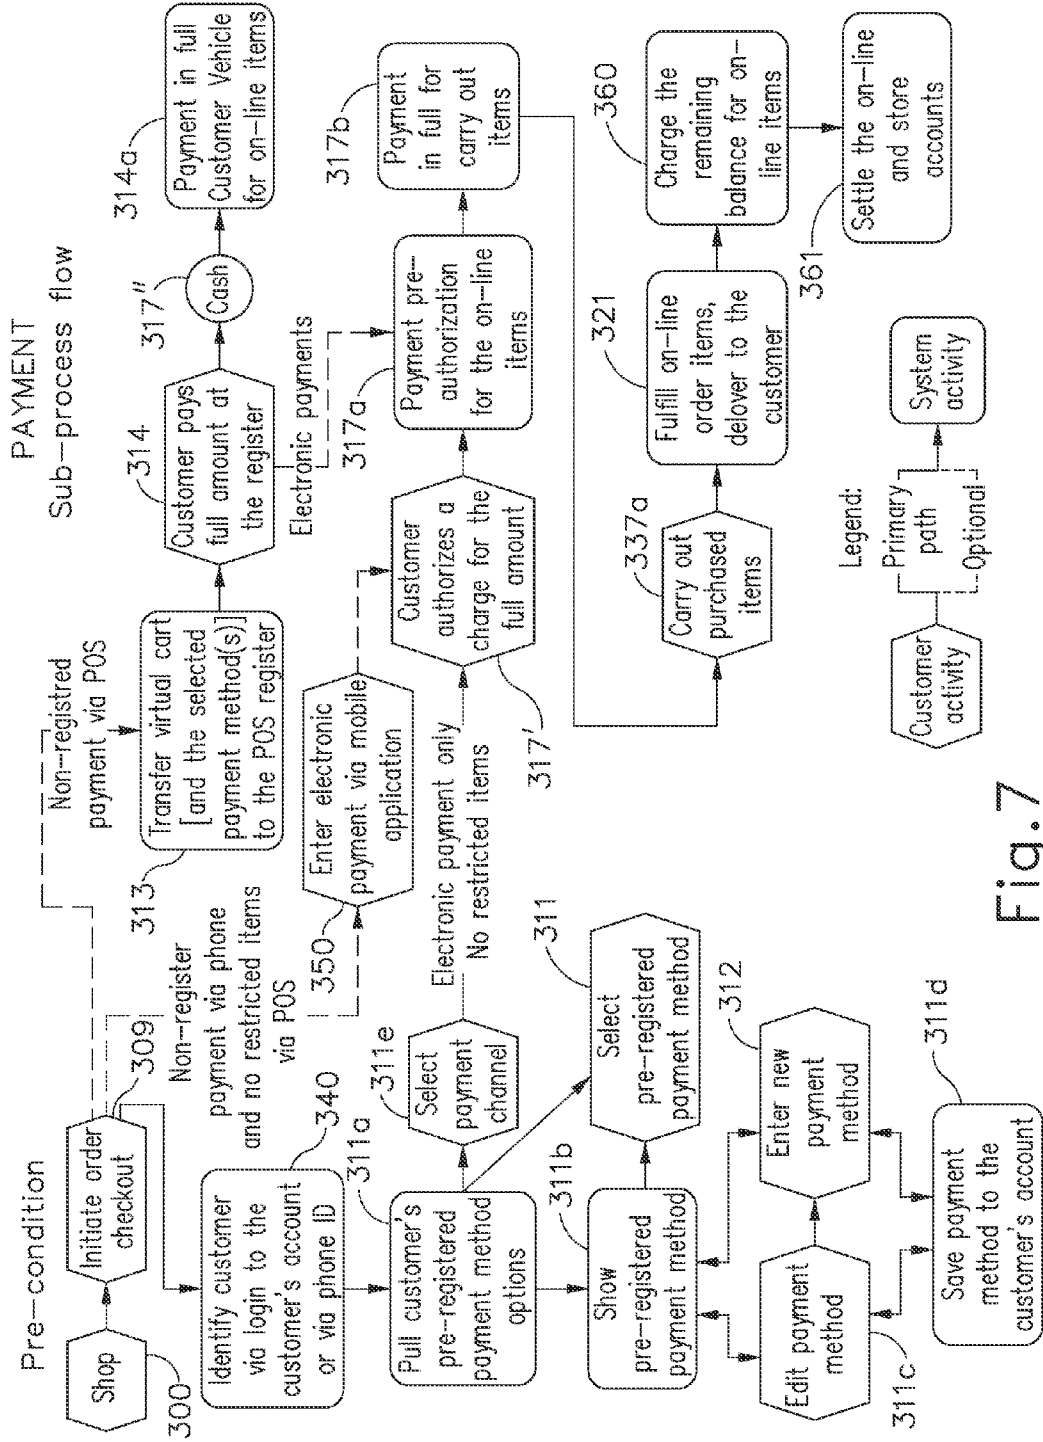 PAYMENT
Sub-process flow
Pre-condition
Shop
300
Initiate order
checkout
309
Non-registred
payment via POS
Transfer virtual cart
[and the selected
payment method(s)]
to the POS register
313
Customer pays
full amount at
the register
314
Cash
317"
Payment in full
Customer Vehicle
for on-line items
314a
Non-register
payment via phone
and no restricted items
via POS
Enter electronic
payment via mobile
application
350
Electronic payments
Identify customer
via login to the
customer's account
or via phone ID
340
Pull customer's
pre-registered
payment method
options
311a
Select
payment
channel
311e
Electronic payment only
No restricted items
Customer
authorizes a
charge for the
full amount
317'
Payment pre-
authorization
for the on-line
items
317a
Payment
in full for
carry out
items
317b
Show
pre-registered
payment method
311b
Select
pre-registered
payment method
311
Carry out
purchased
items
337a
Fulfill on-line
order items,
delover to the
customer
321
Charge the
remaining
balance for on-
line items
360
Edit payment
method
311c
Enter new
payment
method
312
Settle the on-line
and store
accounts
361
Save payment
method to the
customer's account
311d
Legend:
Customer
activity
Primary
path
Optional
System
activity
Fig.7